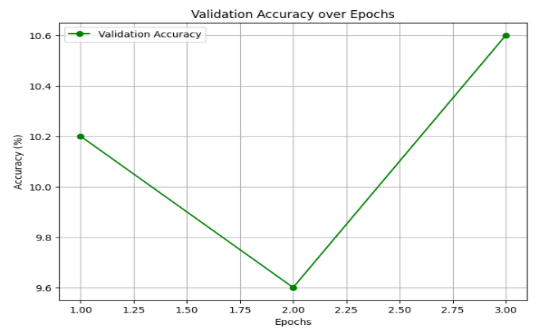 Validation Accuracy over Epochs
Validation Accuracy
10.6
10.4
10.2
10.0
9.8
9.6
Accuracy (%)
1.00 1.25 1.50 1.75 2.00 2.25 2.50 2.75 3.00
Epochs